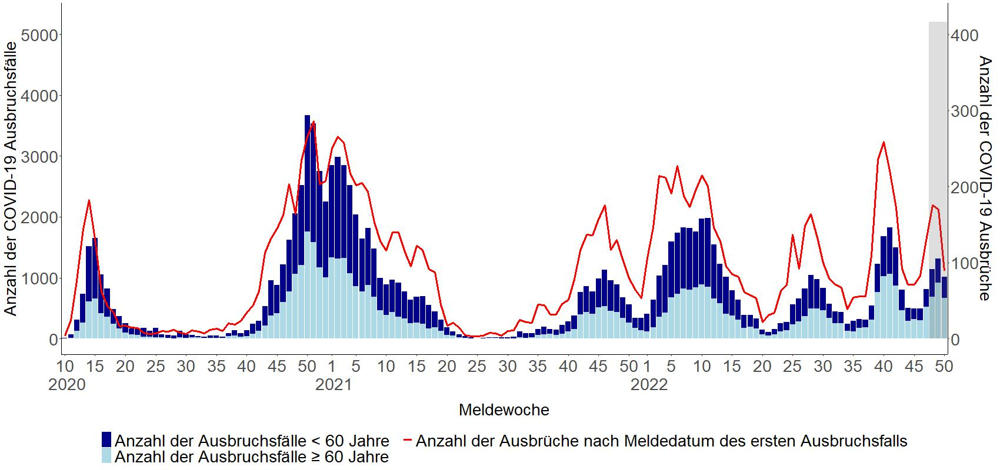 Anzahl der COVID-19 Ausbruchsfälle
5000
4000
3000
2000
1000
0
400
300
200
100
0
Anzahl der COVID-19 Ausbrüche
10 15 20 25 30 35 40 45 50 1 5 10 15 20 25 30 35 40 45 50 1 5 10 15 20 25 30 35 40 45 50
2020 2021 2022
Meldewoche
Anzahl der Ausbruchsfälle < 60 Jahre
Anzahl der Ausbrüche nach Meldedatum des ersten Ausbruchsfalls
Anzahl der Ausbruchsfälle ≥ 60 Jahre